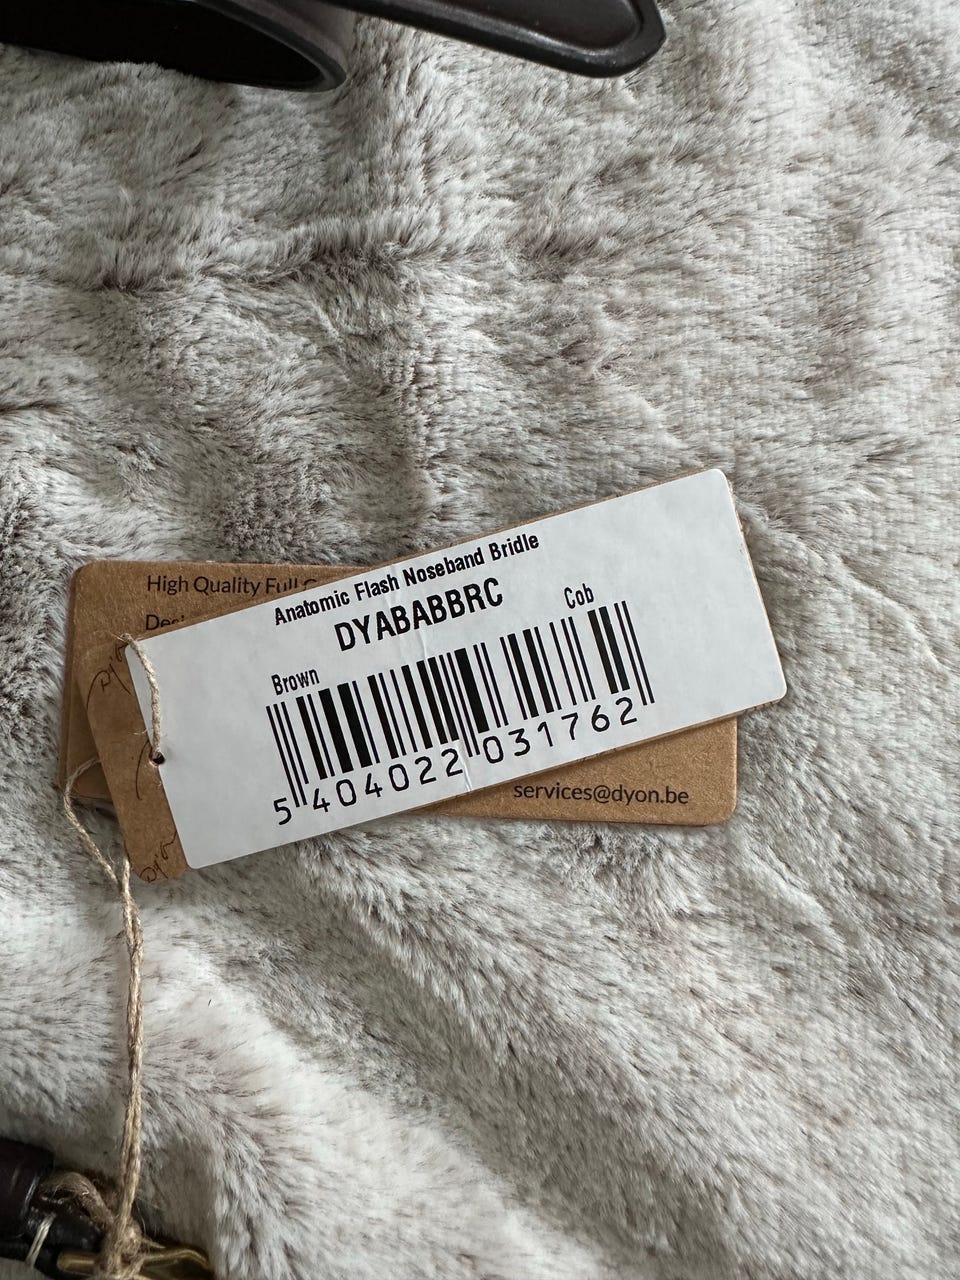 High Quality Full
Anatomic Flash Noseband Bridle
DYABABBRC
Cob
Brown
5 404022 031762
services@dyon.be